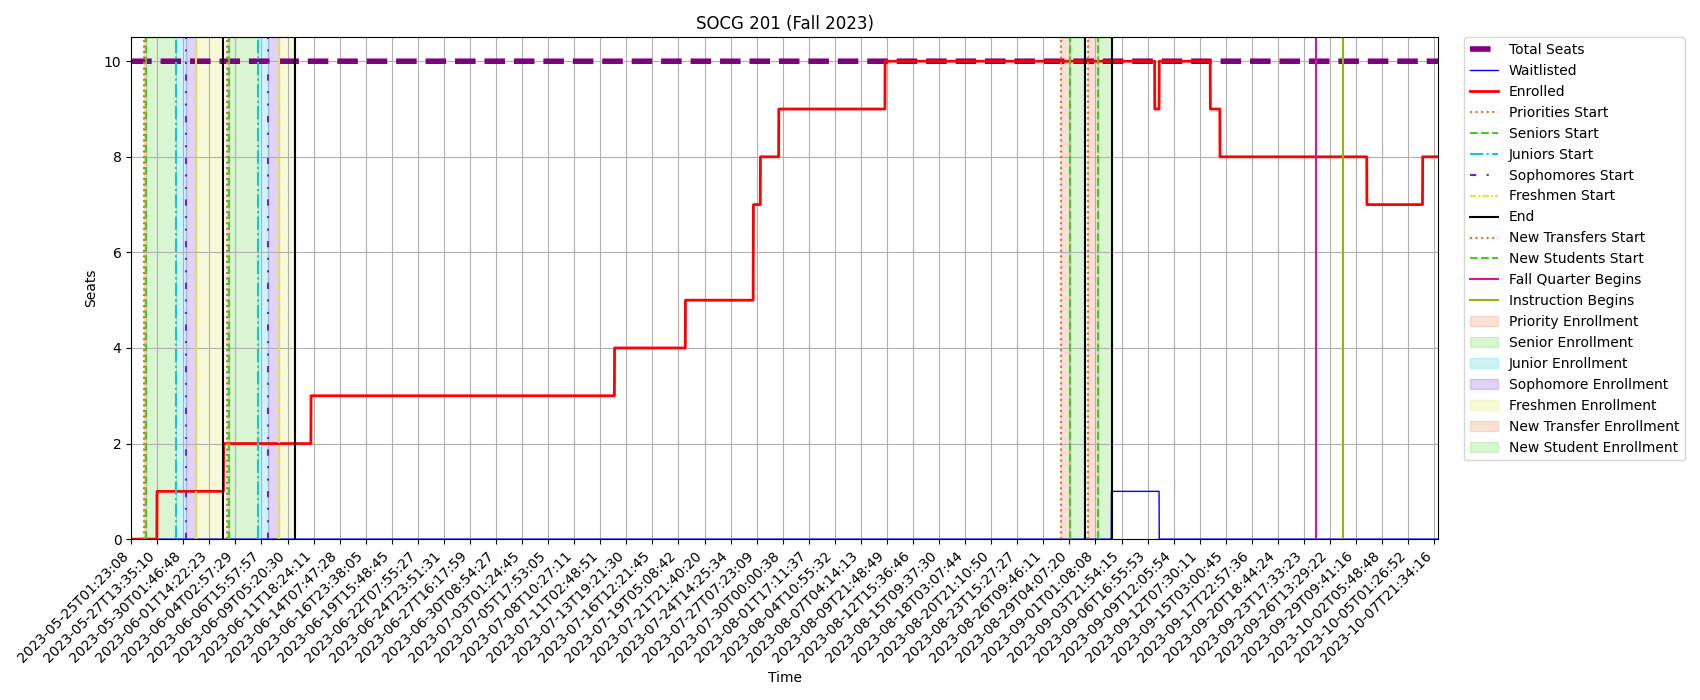 SOCG 201 (Fall 2023)
Seats
10
8
6
4
2
0
2023-05-25T01:23:08
2023-05-27T13:35:10
2023-05-30T01:46:48
2023-06-01T14:22:23
2023-06-04T02:57:29
2023-06-06T15:57:57
2023-06-09T05:20:30
2023-06-11T18:24:11
2023-06-14T07:47:28
2023-06-16T23:38:05
2023-06-19T15:48:45
2023-06-22T07:55:27
2023-06-24T23:51:31
2023-06-27T16:17:59
2023-06-30T08:54:27
2023-07-03T01:24:45
2023-07-05T17:53:05
2023-07-08T10:27:11
2023-07-11T02:48:51
2023-07-13T19:21:30
2023-07-16T12:21:45
2023-07-19T05:08:42
2023-07-21T21:40:20
2023-07-24T14:25:34
2023-07-27T07:23:09
2023-07-30T00:00:38
2023-08-01T17:11:37
2023-08-04T10:55:32
2023-08-07T04:14:13
2023-08-09T21:48:49
2023-08-12T15:36:46
2023-08-15T09:37:30
2023-08-18T03:07:44
2023-08-20T21:10:50
2023-08-23T15:27:27
2023-08-26T09:46:11
2023-08-29T04:07:20
2023-09-01T01:08:08
2023-09-03T21:54:15
2023-09-06T16:55:53
2023-09-09T12:05:54
2023-09-12T07:30:11
2023-09-15T03:00:45
2023-09-17T22:57:36
2023-09-20T18:44:24
2023-09-23T17:33:23
2023-09-26T13:29:22
2023-09-29T09:41:16
2023-10-02T05:48:48
2023-10-05T01:26:52
2023-10-07T21:34:16
Time
Total Seats
Waitlisted
Enrolled
Priorities Start
Seniors Start
Juniors Start
Sophomores Start
Freshmen Start
End
New Transfers Start
New Students Start
Fall Quarter Begins
Instruction Begins
Priority Enrollment
Senior Enrollment
Junior Enrollment
Sophomore Enrollment
Freshmen Enrollment
New Transfer Enrollment
New Student Enrollment